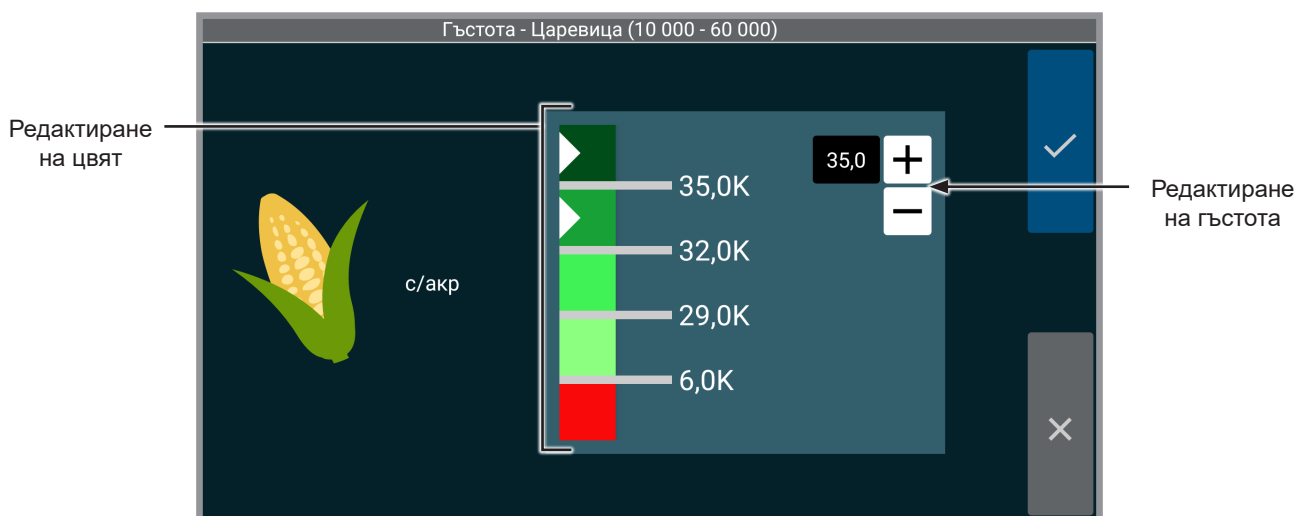 Гъстота - Царевица (10 000 - 60 000)
Редактиране
на цвят
с/акр
35,0K
32,0K
29,0K
6,0K
35,0
+
−
Редактиране
на гъстота